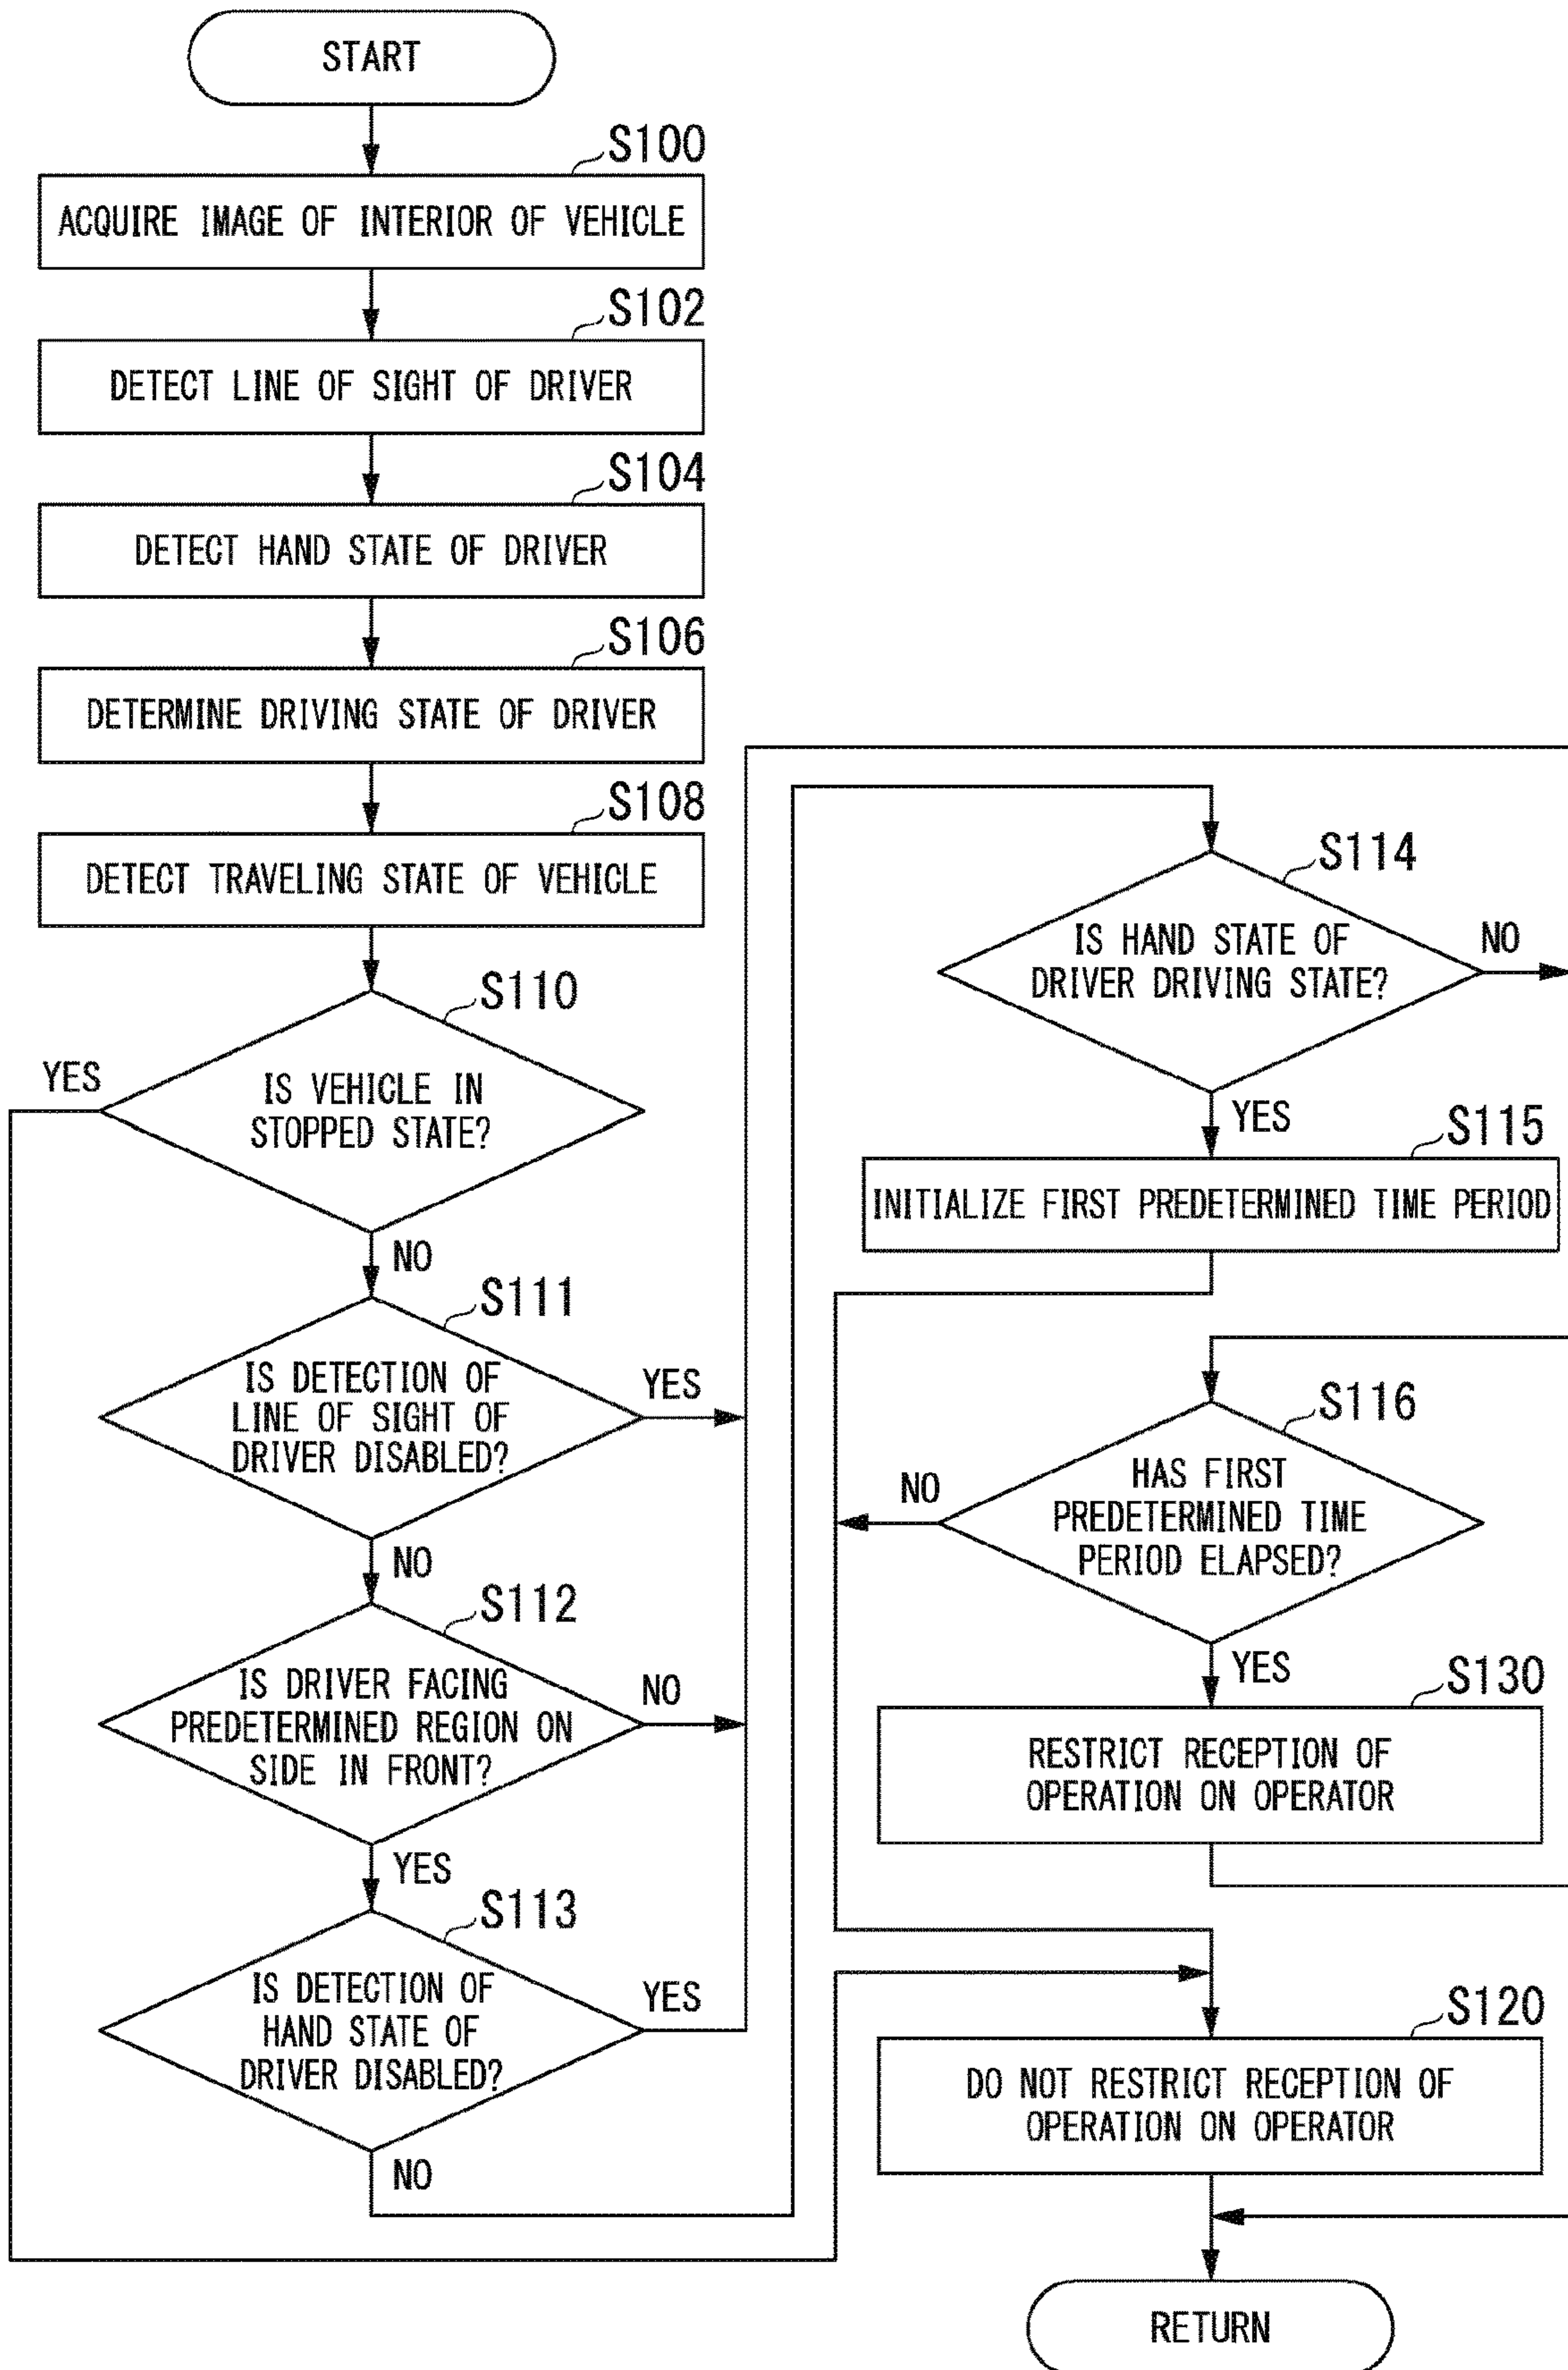 START
S100
ACQUIRE IMAGE OF INTERIOR OF VEHICLE
S102
DETECT LINE OF SIGHT OF DRIVER
S104
DETECT HAND STATE OF DRIVER
S106
DETERMINE DRIVING STATE OF DRIVER
S108
DETECT TRAVELING STATE OF VEHICLE
S110
YES
IS VEHICLE IN
STOPPED STATE?
NO
S111
IS DETECTION OF
LINE OF SIGHT OF
DRIVER DISABLED?
YES
NO
S112
IS DRIVER FACING
PREDETERMINED REGION ON
SIDE IN FRONT?
NO
YES
S113
IS DETECTION OF
HAND STATE OF
DRIVER DISABLED?
YES
NO
S114
IS HAND STATE OF
DRIVER DRIVING STATE?
NO
YES
S115
INITIALIZE FIRST PREDETERMINED TIME PERIOD
S116
HAS FIRST
PREDETERMINED TIME
PERIOD ELAPSED?
NO
YES
S130
RESTRICT RECEPTION OF
OPERATION ON OPERATOR
S120
DO NOT RESTRICT RECEPTION OF
OPERATION ON OPERATOR
RETURN